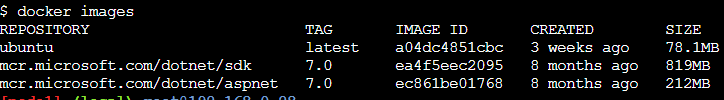 $ docker images
REPOSITORY TAG IMAGE ID CREATED SIZE
ubuntu latest a04dc4851cbc 3 weeks ago 78.1MB
mcr.microsoft.com/dotnet/sdk 7.0 ea4f5eec2095 8 months ago 819MB
mcr.microsoft.com/dotnet/aspnet 7.0 ec861be01768 8 months ago 212MB